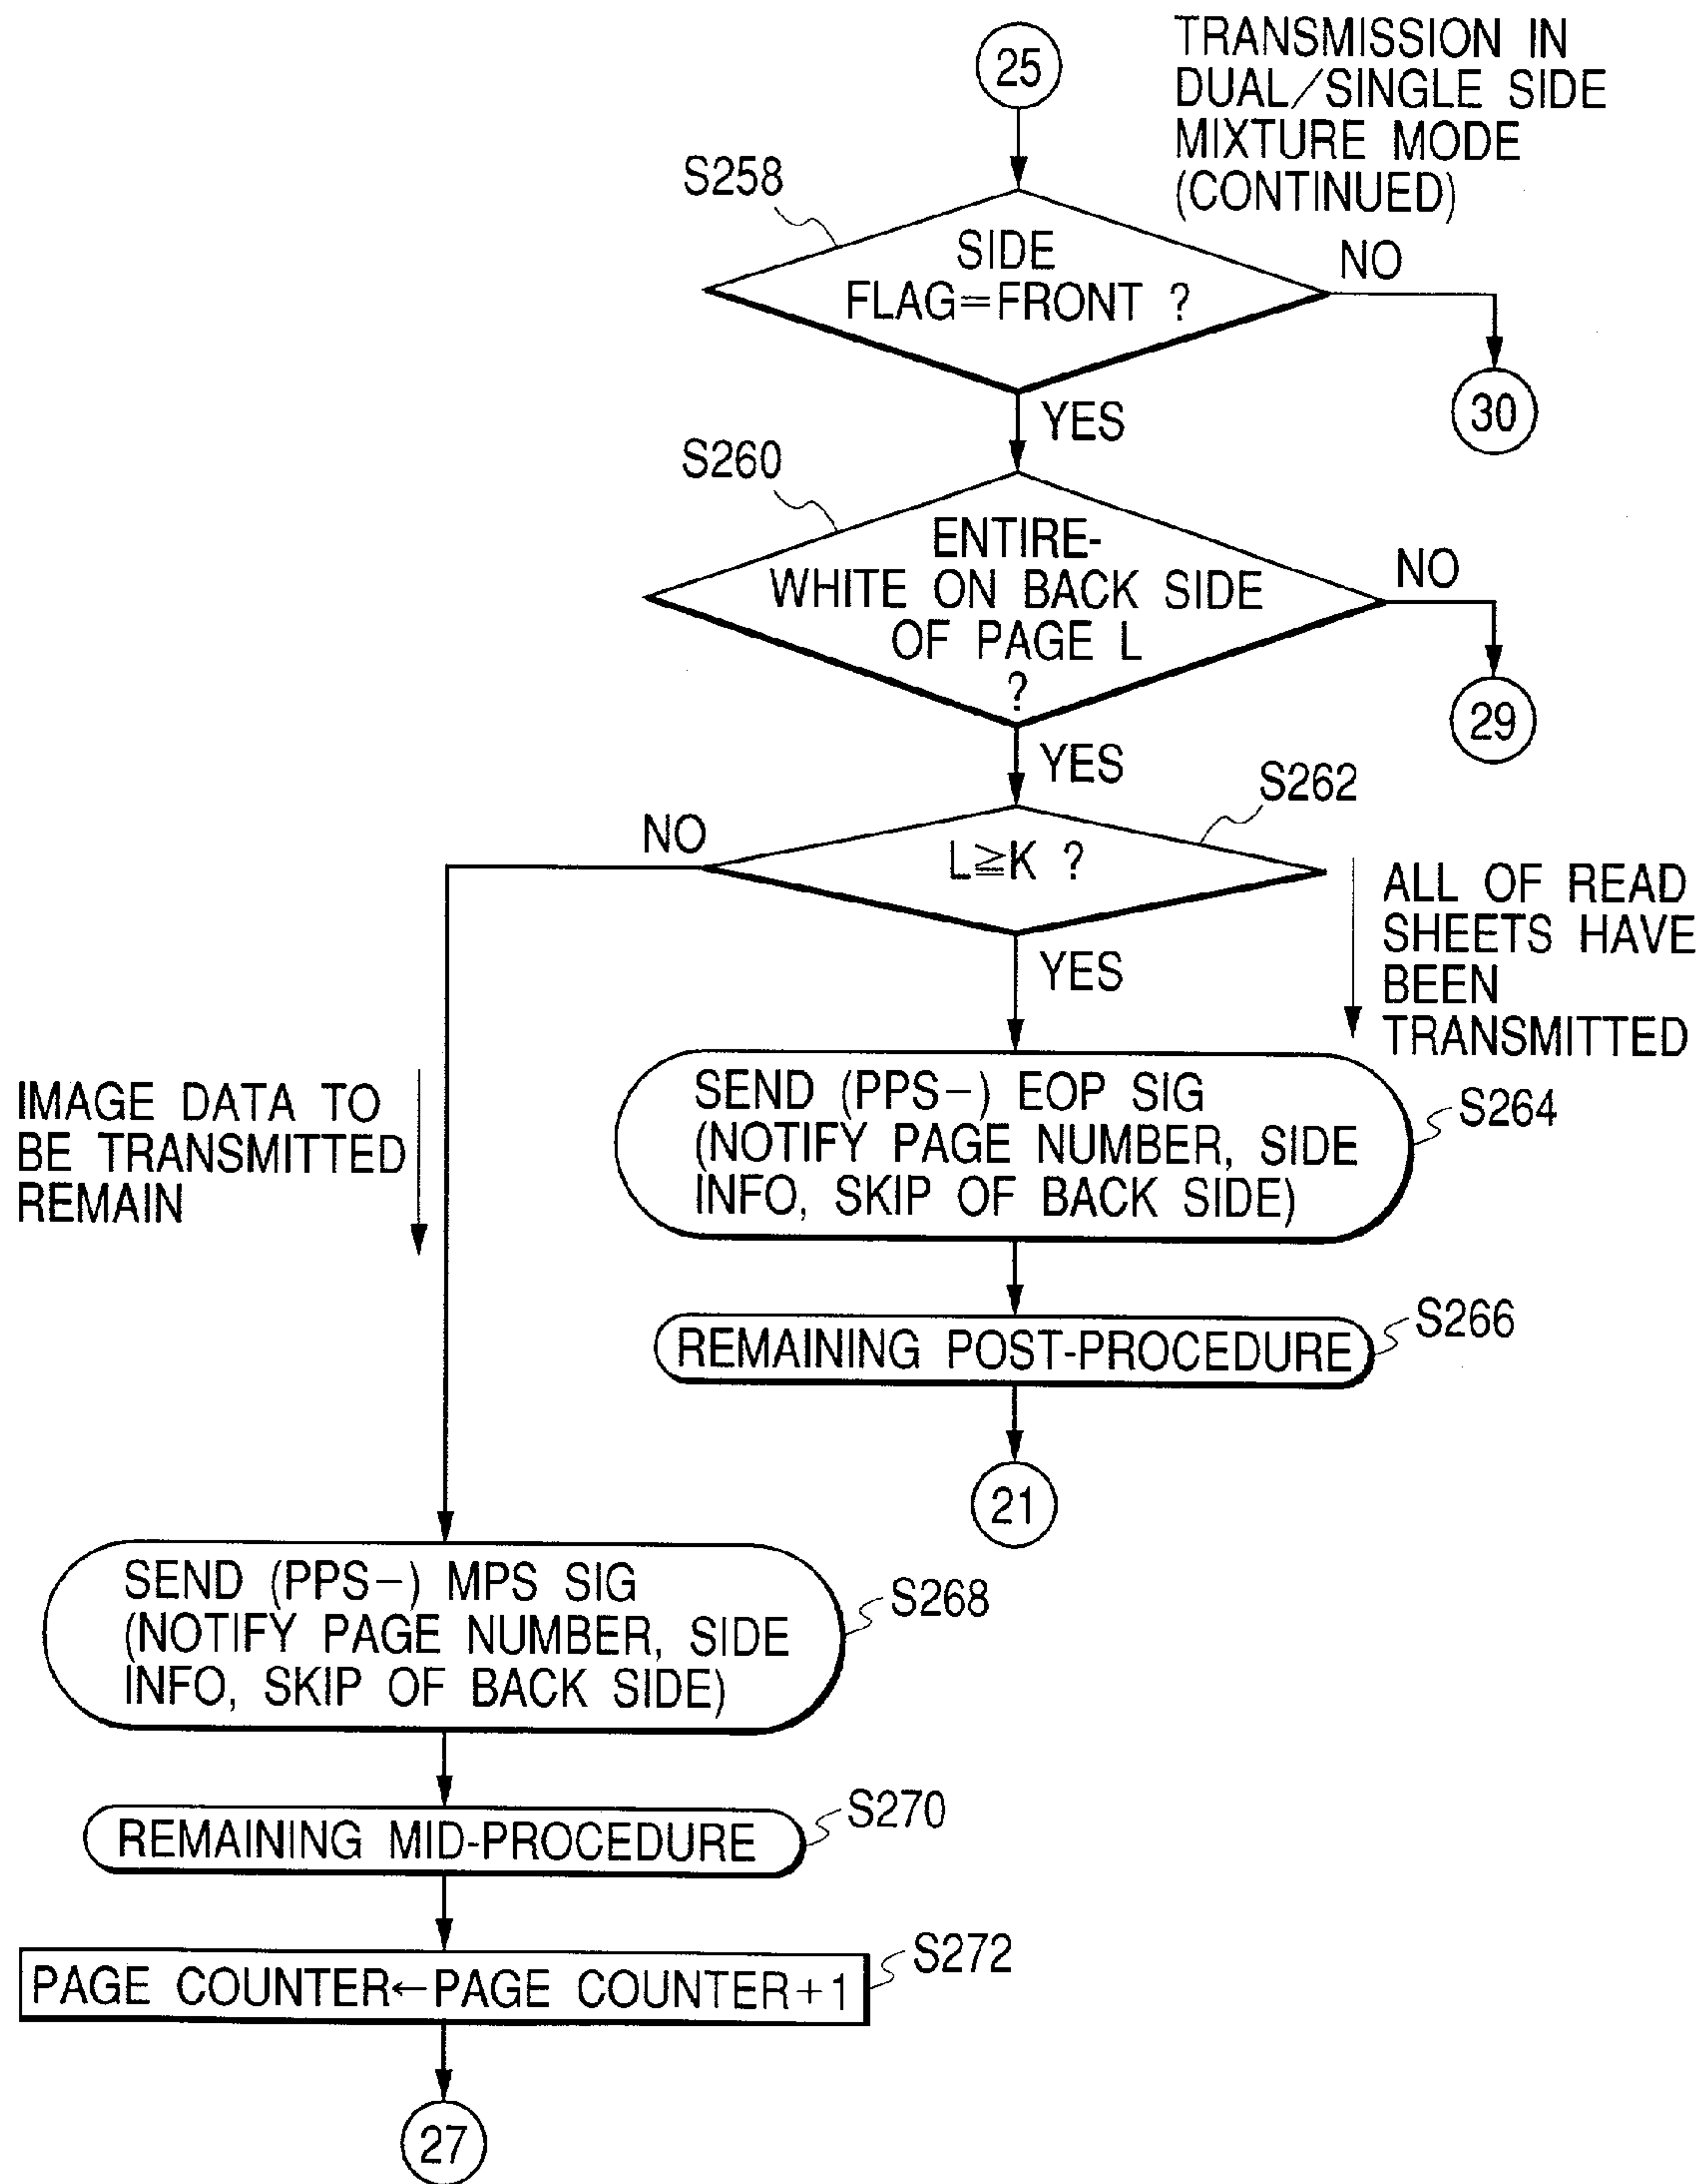 25
TRANSMISSION IN
DUAL/SINGLE SIDE
MIXTURE MODE
(CONTINUED)
S258
SIDE
FLAG=FRONT ?
NO
30
YES
S260
ENTIRE-
WHITE ON BACK SIDE
OF PAGE L
?
NO
29
YES
S262
L≧K ?
NO
YES
ALL OF READ
SHEETS HAVE
BEEN
TRANSMITTED
IMAGE DATA TO
BE TRANSMITTED
REMAIN
SEND (PPS-) EOP SIG
(NOTIFY PAGE NUMBER, SIDE
INFO, SKIP OF BACK SIDE)
S264
REMAINING POST-PROCEDURE
S266
21
SEND (PPS-) MPS SIG
(NOTIFY PAGE NUMBER, SIDE
INFO, SKIP OF BACK SIDE)
S268
REMAINING MID-PROCEDURE
S270
PAGE COUNTER←PAGE COUNTER+1
S272
27